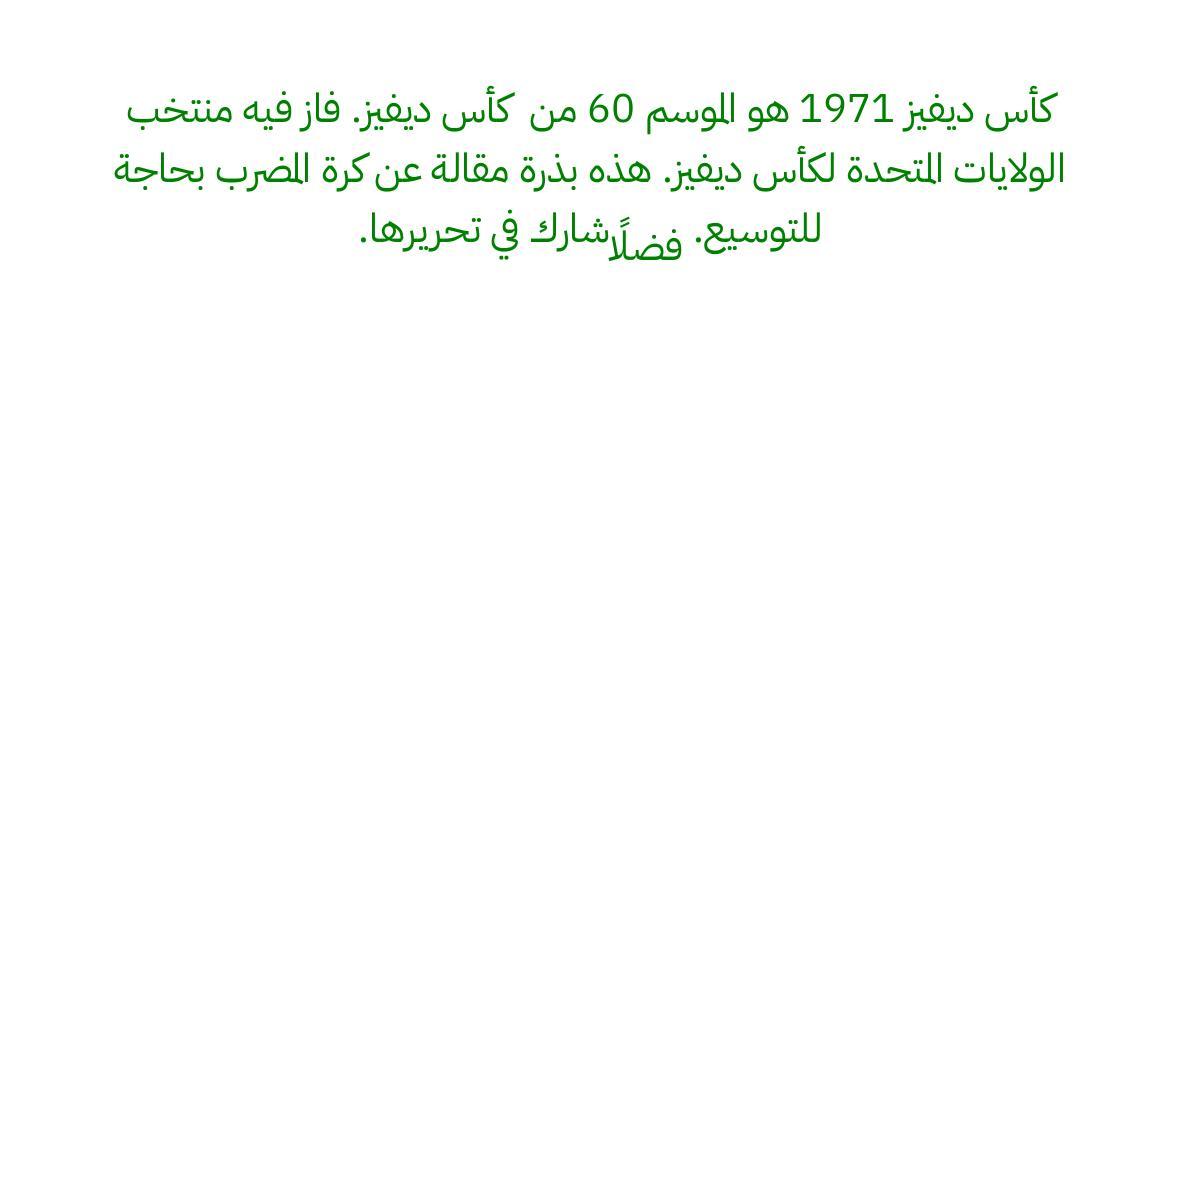 كأس ديفيز 1971 هو الموسم 60 من كأس ديفيز. فاز فيه منتخب
الولايات المتحدة لكأس ديفيز. هذه بذرة مقالة عن كرة المضرب بحاجة
للتوسيع. فضلًا شارك في تحريرها.